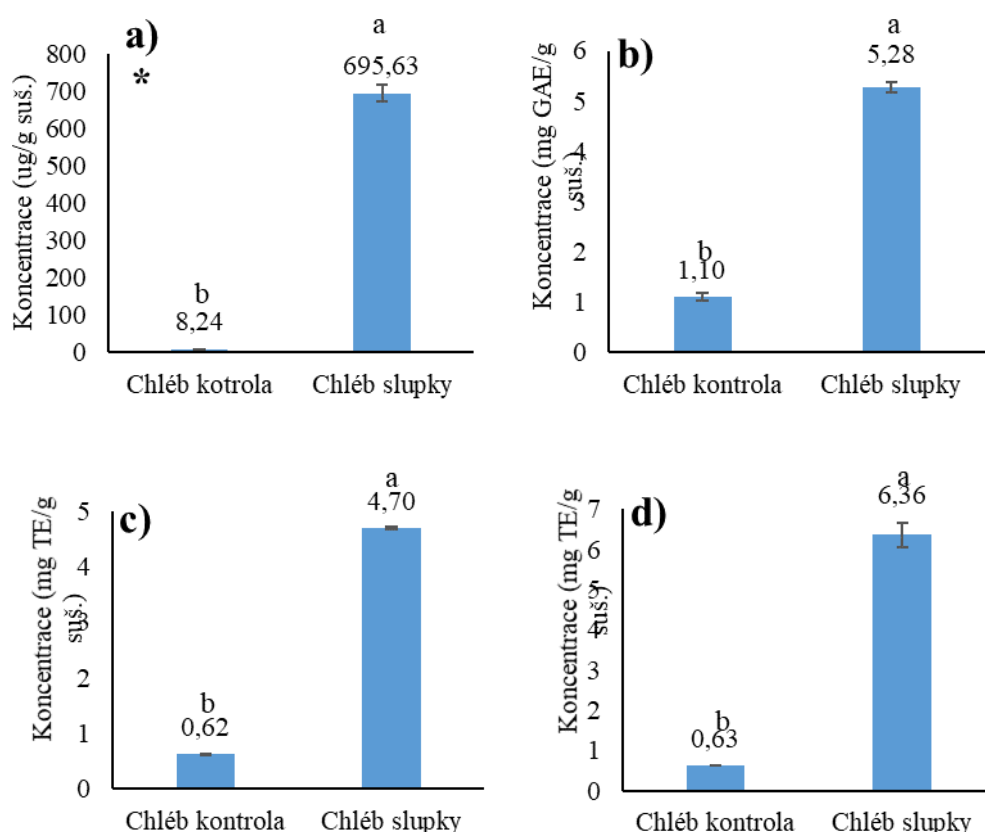 a)
*
Koncentrace (ug/g suš.)
800
700
600
500
400
300
200
100
0
b
8,24
a
695,63
Chléb kotrola
Chléb slupky
b)
Koncentrace (mg GAE/g
suš.)
6
5
4
3
2
1
0
b
1,10
a
5,28
Chléb kontrola
Chléb slupky
c)
Koncentrace (mg TE/g
suš.)
5
4
3
2
1
0
b
0,62
a
4,70
Chléb kontrola
Chléb slupky
d)
Koncentrace (mg TE/g
suš.)
7
6
5
4
3
2
1
0
b
0,63
a
6,36
Chléb kontrola
Chléb slupky